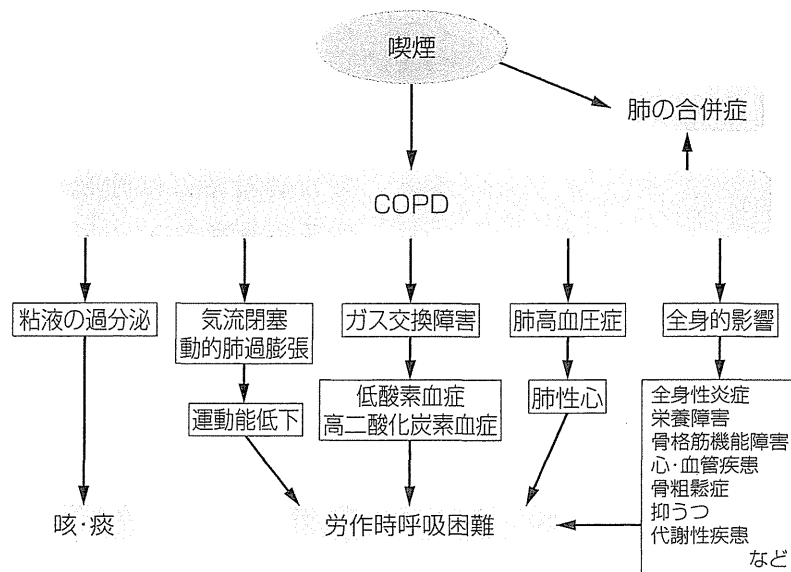 喫煙
肺の合併症
COPD
粘液の過分泌
気流閉塞
動的肺過膨張
ガス交換障害
肺高血圧症
全身的影響
運動能低下
低酸素血症
高二酸化炭素血症
肺性心
全身性炎症
栄養障害
骨格筋機能障害
心・血管疾患
骨粗鬆症
抑うつ
代謝性疾患
など
咳・痰
労作時呼吸困難